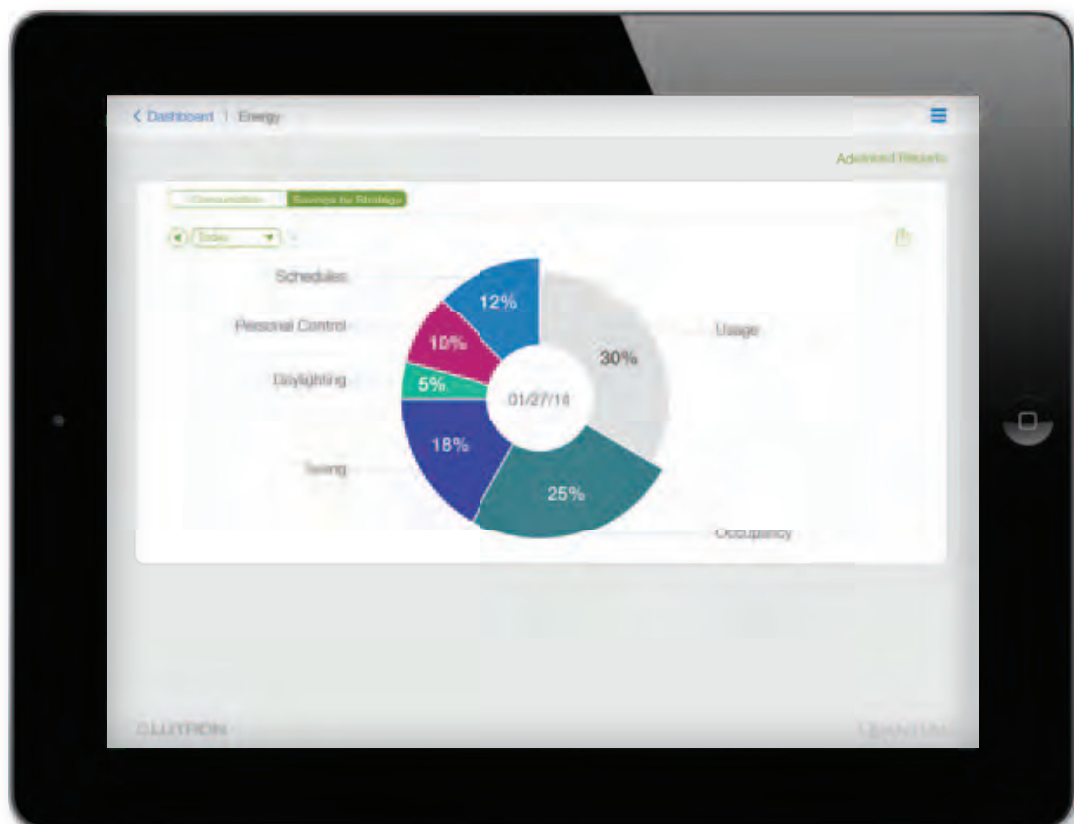 < Dashboard | Energy
Advanced Reports
Consumption Savings by Strategy
Today
Schedules
12%
Personal Control
10%
Usage
30%
Daylighting
5%
01/27/14
18%
Tuning
25%
Occupancy
LUTRON
QUANTUM